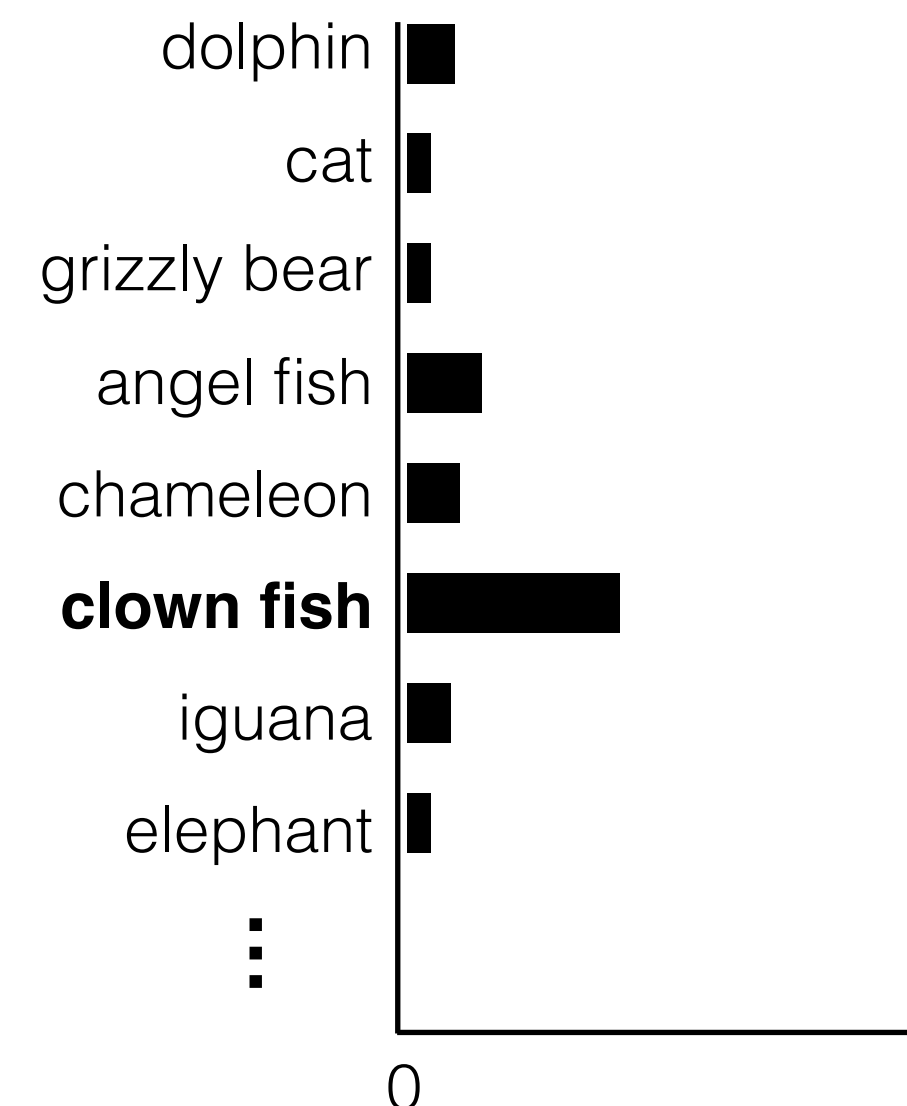 dolphin
cat
grizzly bear
angel fish
chameleon
clown fish
iguana
elephant
⋮
0